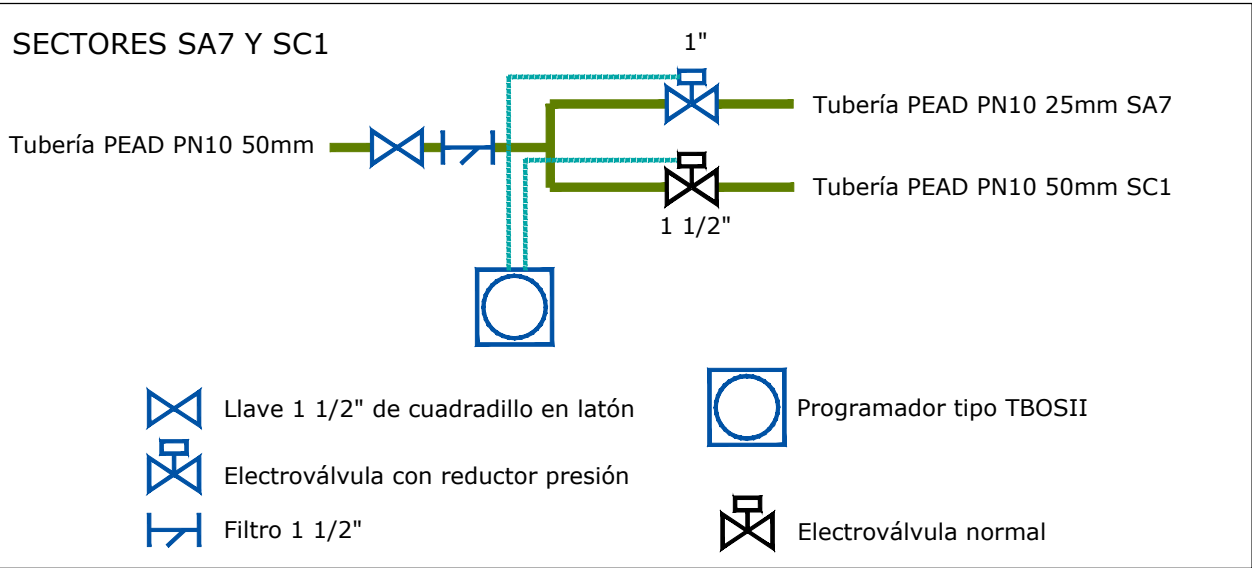 SECTORES SA7 Y SC1
1"
Tubería PEAD PN10 25mm SA7
Tubería PEAD PN10 50mm
Tubería PEAD PN10 50mm SC1
1 1/2"
Llave 1 1/2" de cuadradillo en latón
Programador tipo TBOSII
Electroválvula con reductor presión
Filtro 1 1/2"
Electroválvula normal